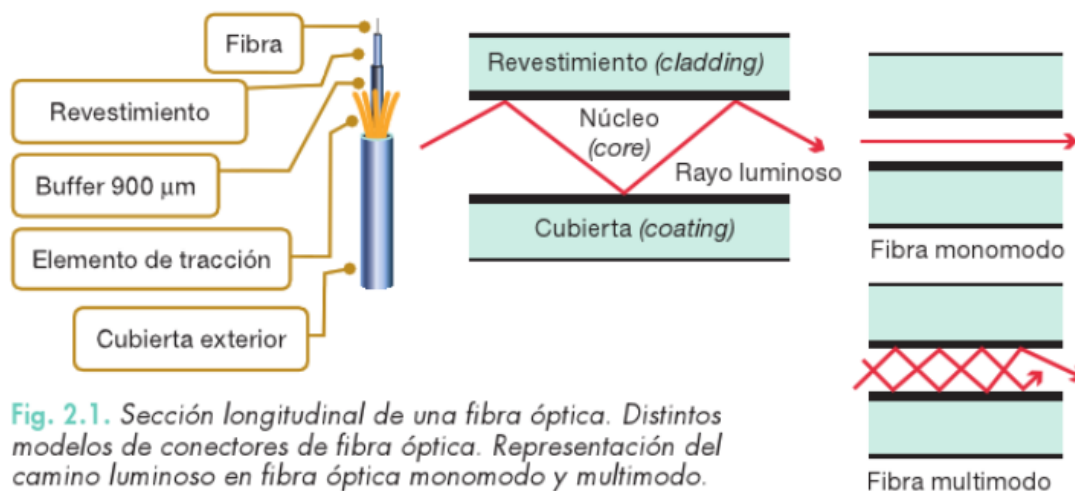 Fibra
Revestimiento
Buffer 900 μm
Elemento de tracción
Cubierta exterior
Revestimiento (cladding)
Núcleo
(core)
Rayo luminoso
Cubierta (coating)
Fibra monomodo
Fibra multimodo
Fig. 2.1. Sección longitudinal de una fibra óptica. Distintos
modelos de conectores de fibra óptica. Representación del
camino luminoso en fibra óptica monomodo y multimodo.